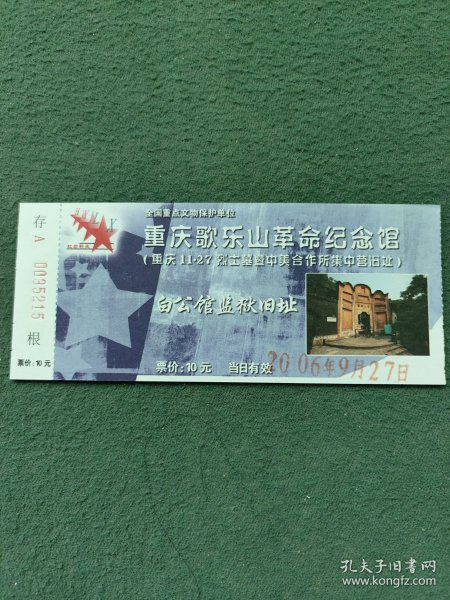 存
A 0035215
根
票价:10元
全国重点文物保护单位
重庆歌乐山革命纪念馆
(重庆11·27烈士墓暨中美合作所集中营旧址)
白公馆监狱旧址
票价:10元 当日有效
2006年9月27日
孔夫子旧书网
www.kongfz.com